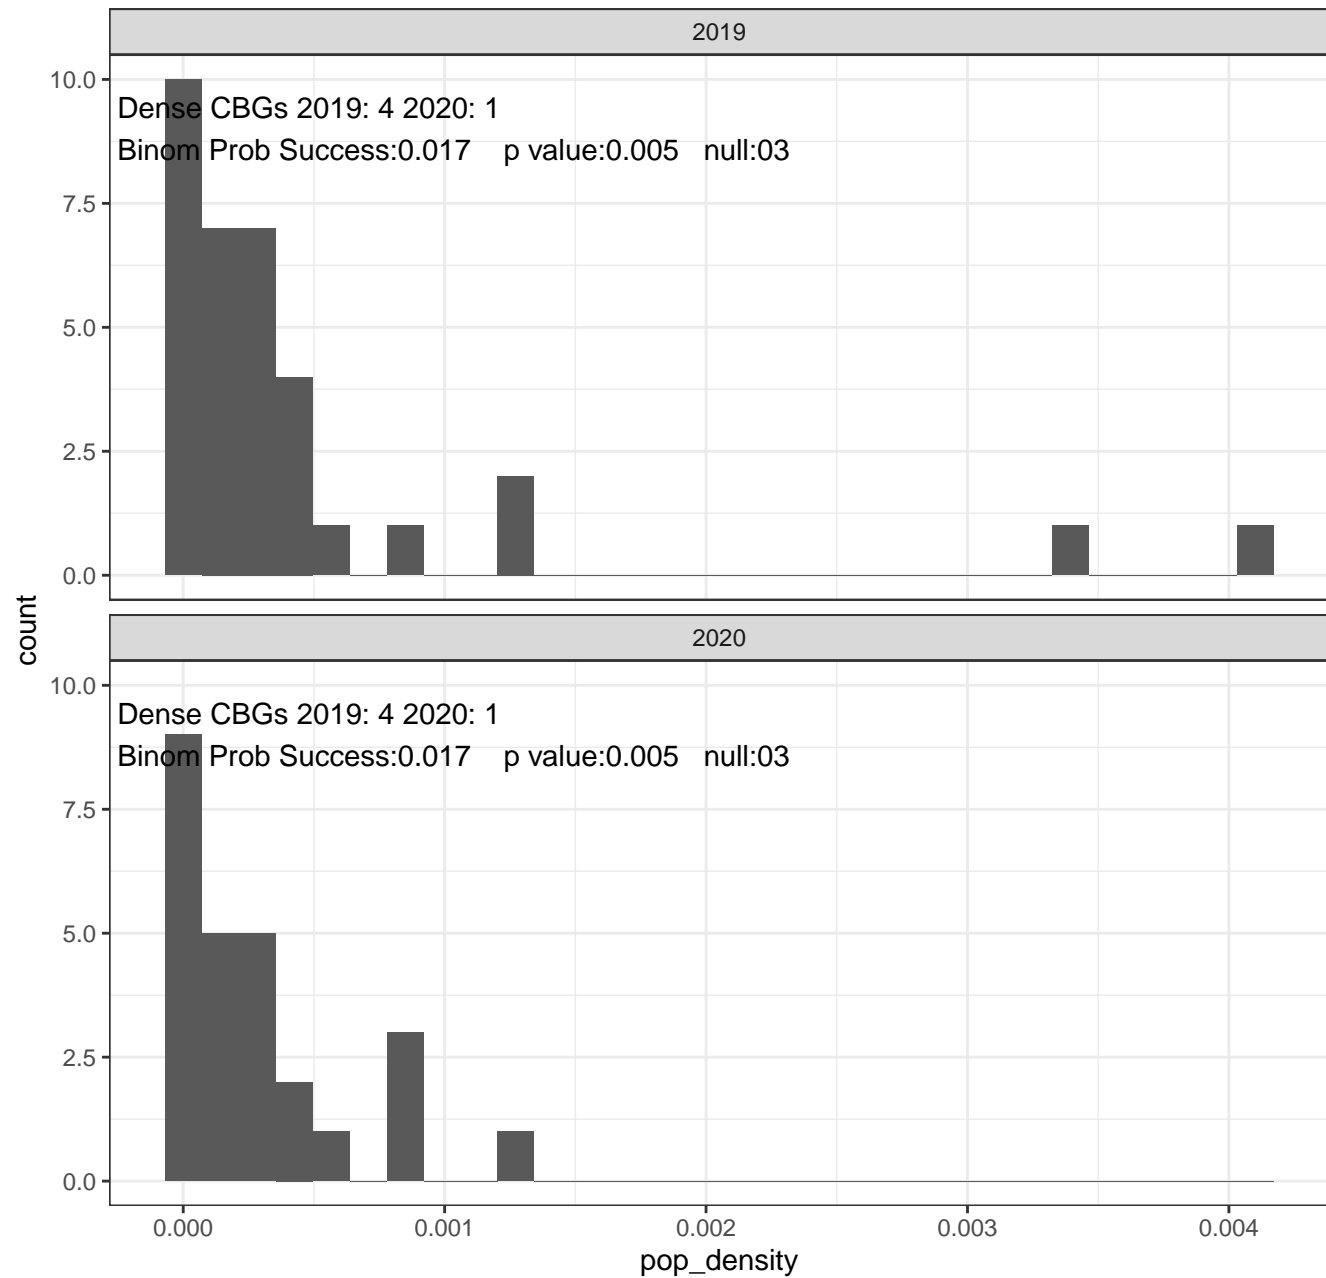 2019
10.0
Dense CBGs 2019: 4 2020: 1
Binom Prob Success:0.017 p value:0.005 null:03
7.5
5.0
2.5
0.0
count
2020
10.0
Dense CBGs 2019: 4 2020: 1
Binom Prob Success:0.017 p value:0.005 null:03
7.5
5.0
2.5
0.0
0.000 0.001 0.002 0.003 0.004
pop_density